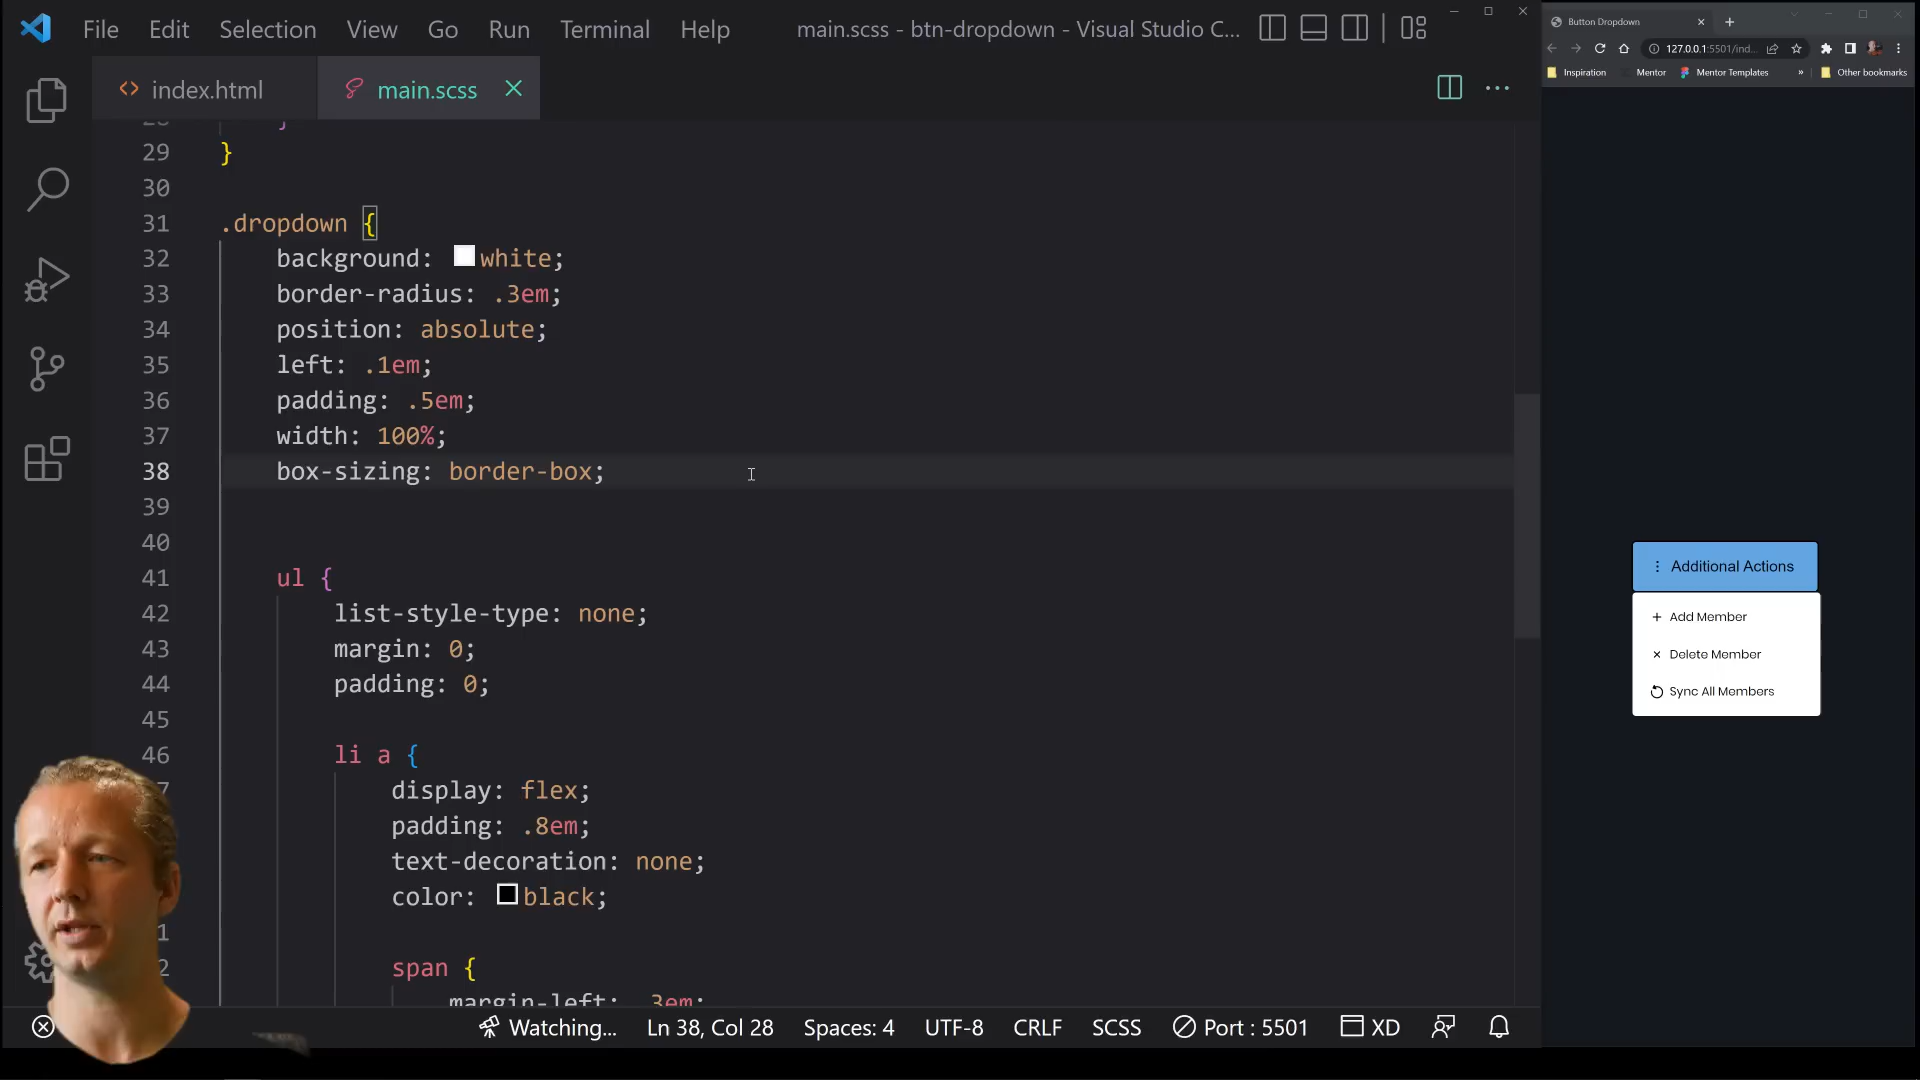 File Edit Selection View Go Run Terminal Help
main.scss - btn-dropdown - Visual Studio C...
index.html
main.scss
29 }
30
31 .dropdown {
32 background: white;
33 border-radius: .3em;
34 position: absolute;
35 left: .1em;
36 padding: .5em;
37 width: 100%;
38 box-sizing: border-box;
39
40
41 ul {
42 list-style-type: none;
43 margin: 0;
44 padding: 0;
45
46 li a {
display: flex;
padding: .8em;
text-decoration: none;
color: black;
span {
margin-left: .3em;
Watching... Ln 38, Col 28 Spaces: 4 UTF-8 CRLF SCSS Port : 5501 XD
Button Dropdown
127.0.0.1:5501/ind...
Inspiration Mentor Mentor Templates » Other bookmarks
Additional Actions
Add Member
Delete Member
Sync All Members